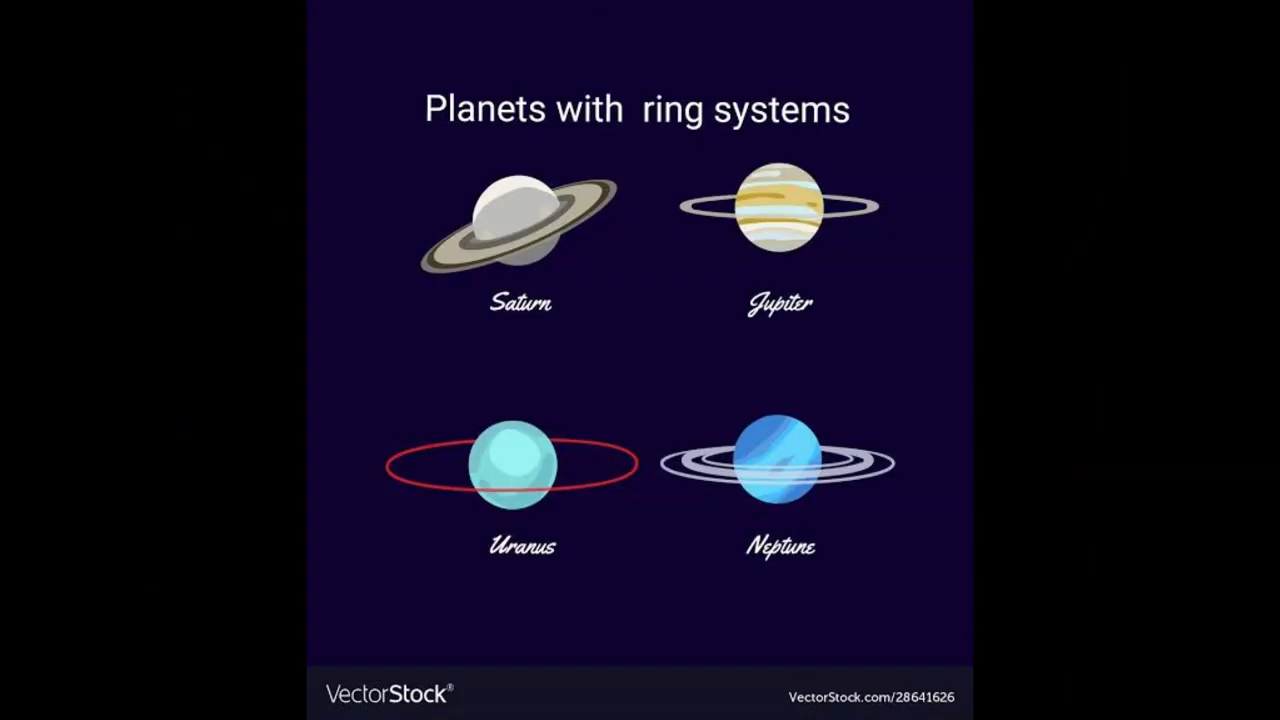 Planets with ring systems
Saturn
Jupiter
Uranus
Neptune
VectorStock®
VectorStock.com/28641626